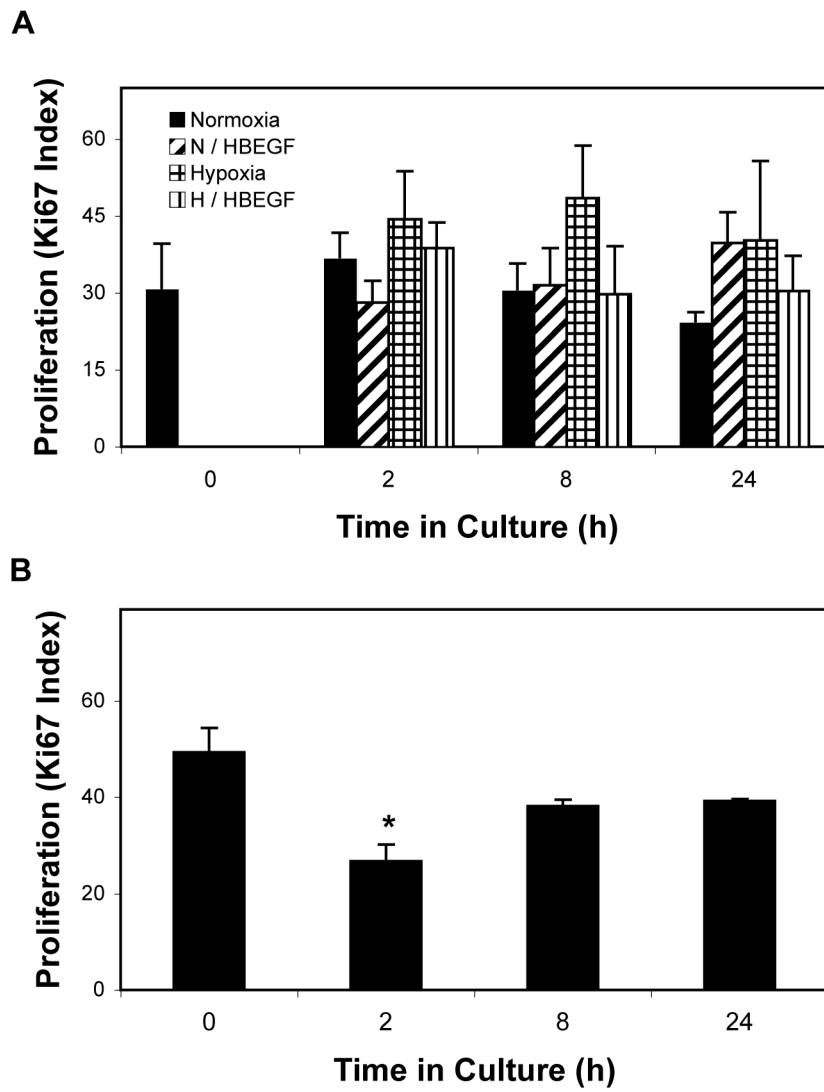 A
Proliferation (Ki67 Index)
60
45
30
15
0
Normoxia
N / HBEGF
Hypoxia
H / HBEGF
0 2 8 24
Time in Culture (h)
B
Proliferation (Ki67 Index)
60
40
20
0
*
0 2 8 24
Time in Culture (h)